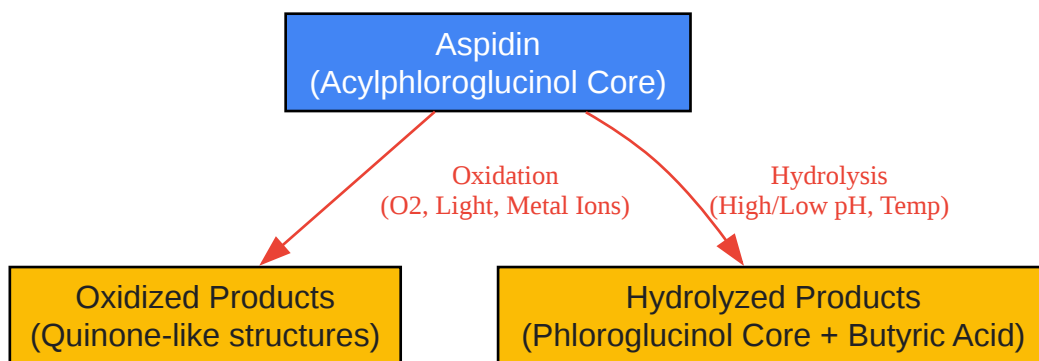 Aspidin
(Acylphloroglucinol Core)
Oxidation
(O2, Light, Metal Ions)
Hydrolysis
(High/Low pH, Temp)
Oxidized Products
(Quinone-like structures)
Hydrolyzed Products
(Phloroglucinol Core + Butyric Acid)